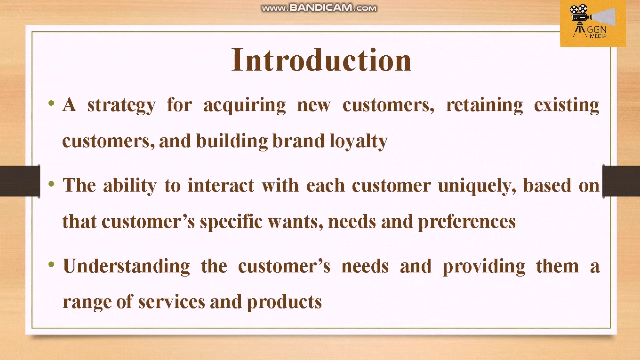 www.BANDICAM.com
GEN
MEDIA
Introduction
• A strategy for acquiring new customers, retaining existing
customers, and building brand loyalty
• The ability to interact with each customer uniquely, based on
that customer's specific wants, needs and preferences
• Understanding the customer's needs and providing them a
range of services and products